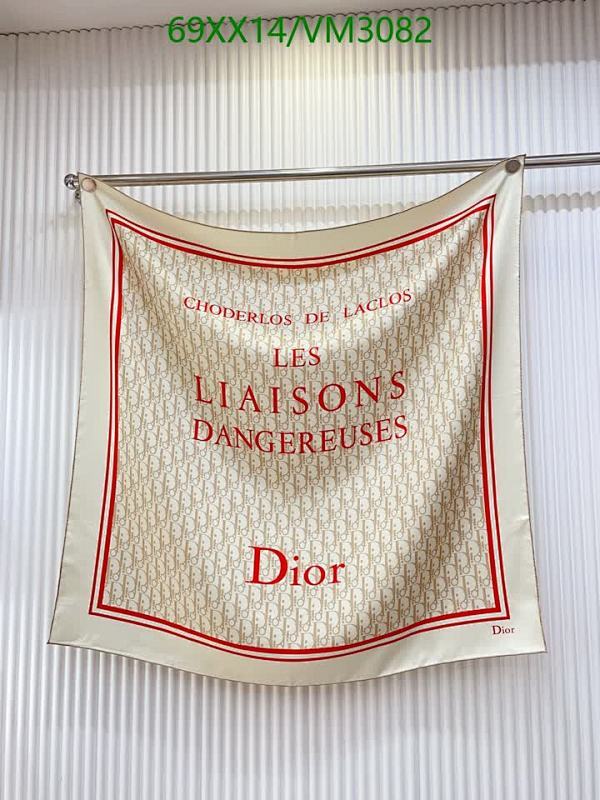 69XX14/VM3082
CHODERLOS DE LACLOS
LES
LIAISONS
DANGEREUSES
Dior
Dior